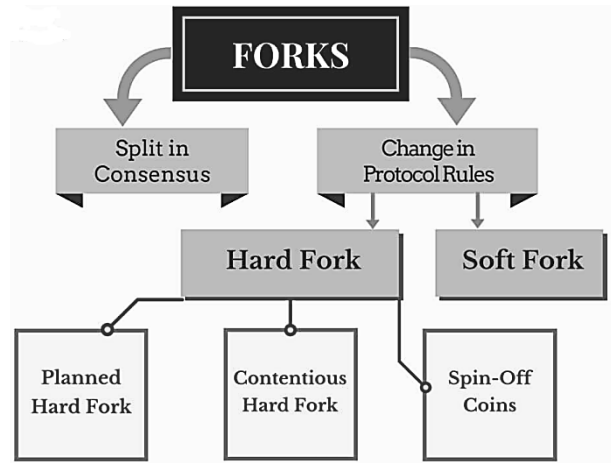 FORKS
Split in
Consensus
Change in
Protocol Rules
Hard Fork
Soft Fork
Planned
Hard Fork
Contentious
Hard Fork
Spin-Off
Coins